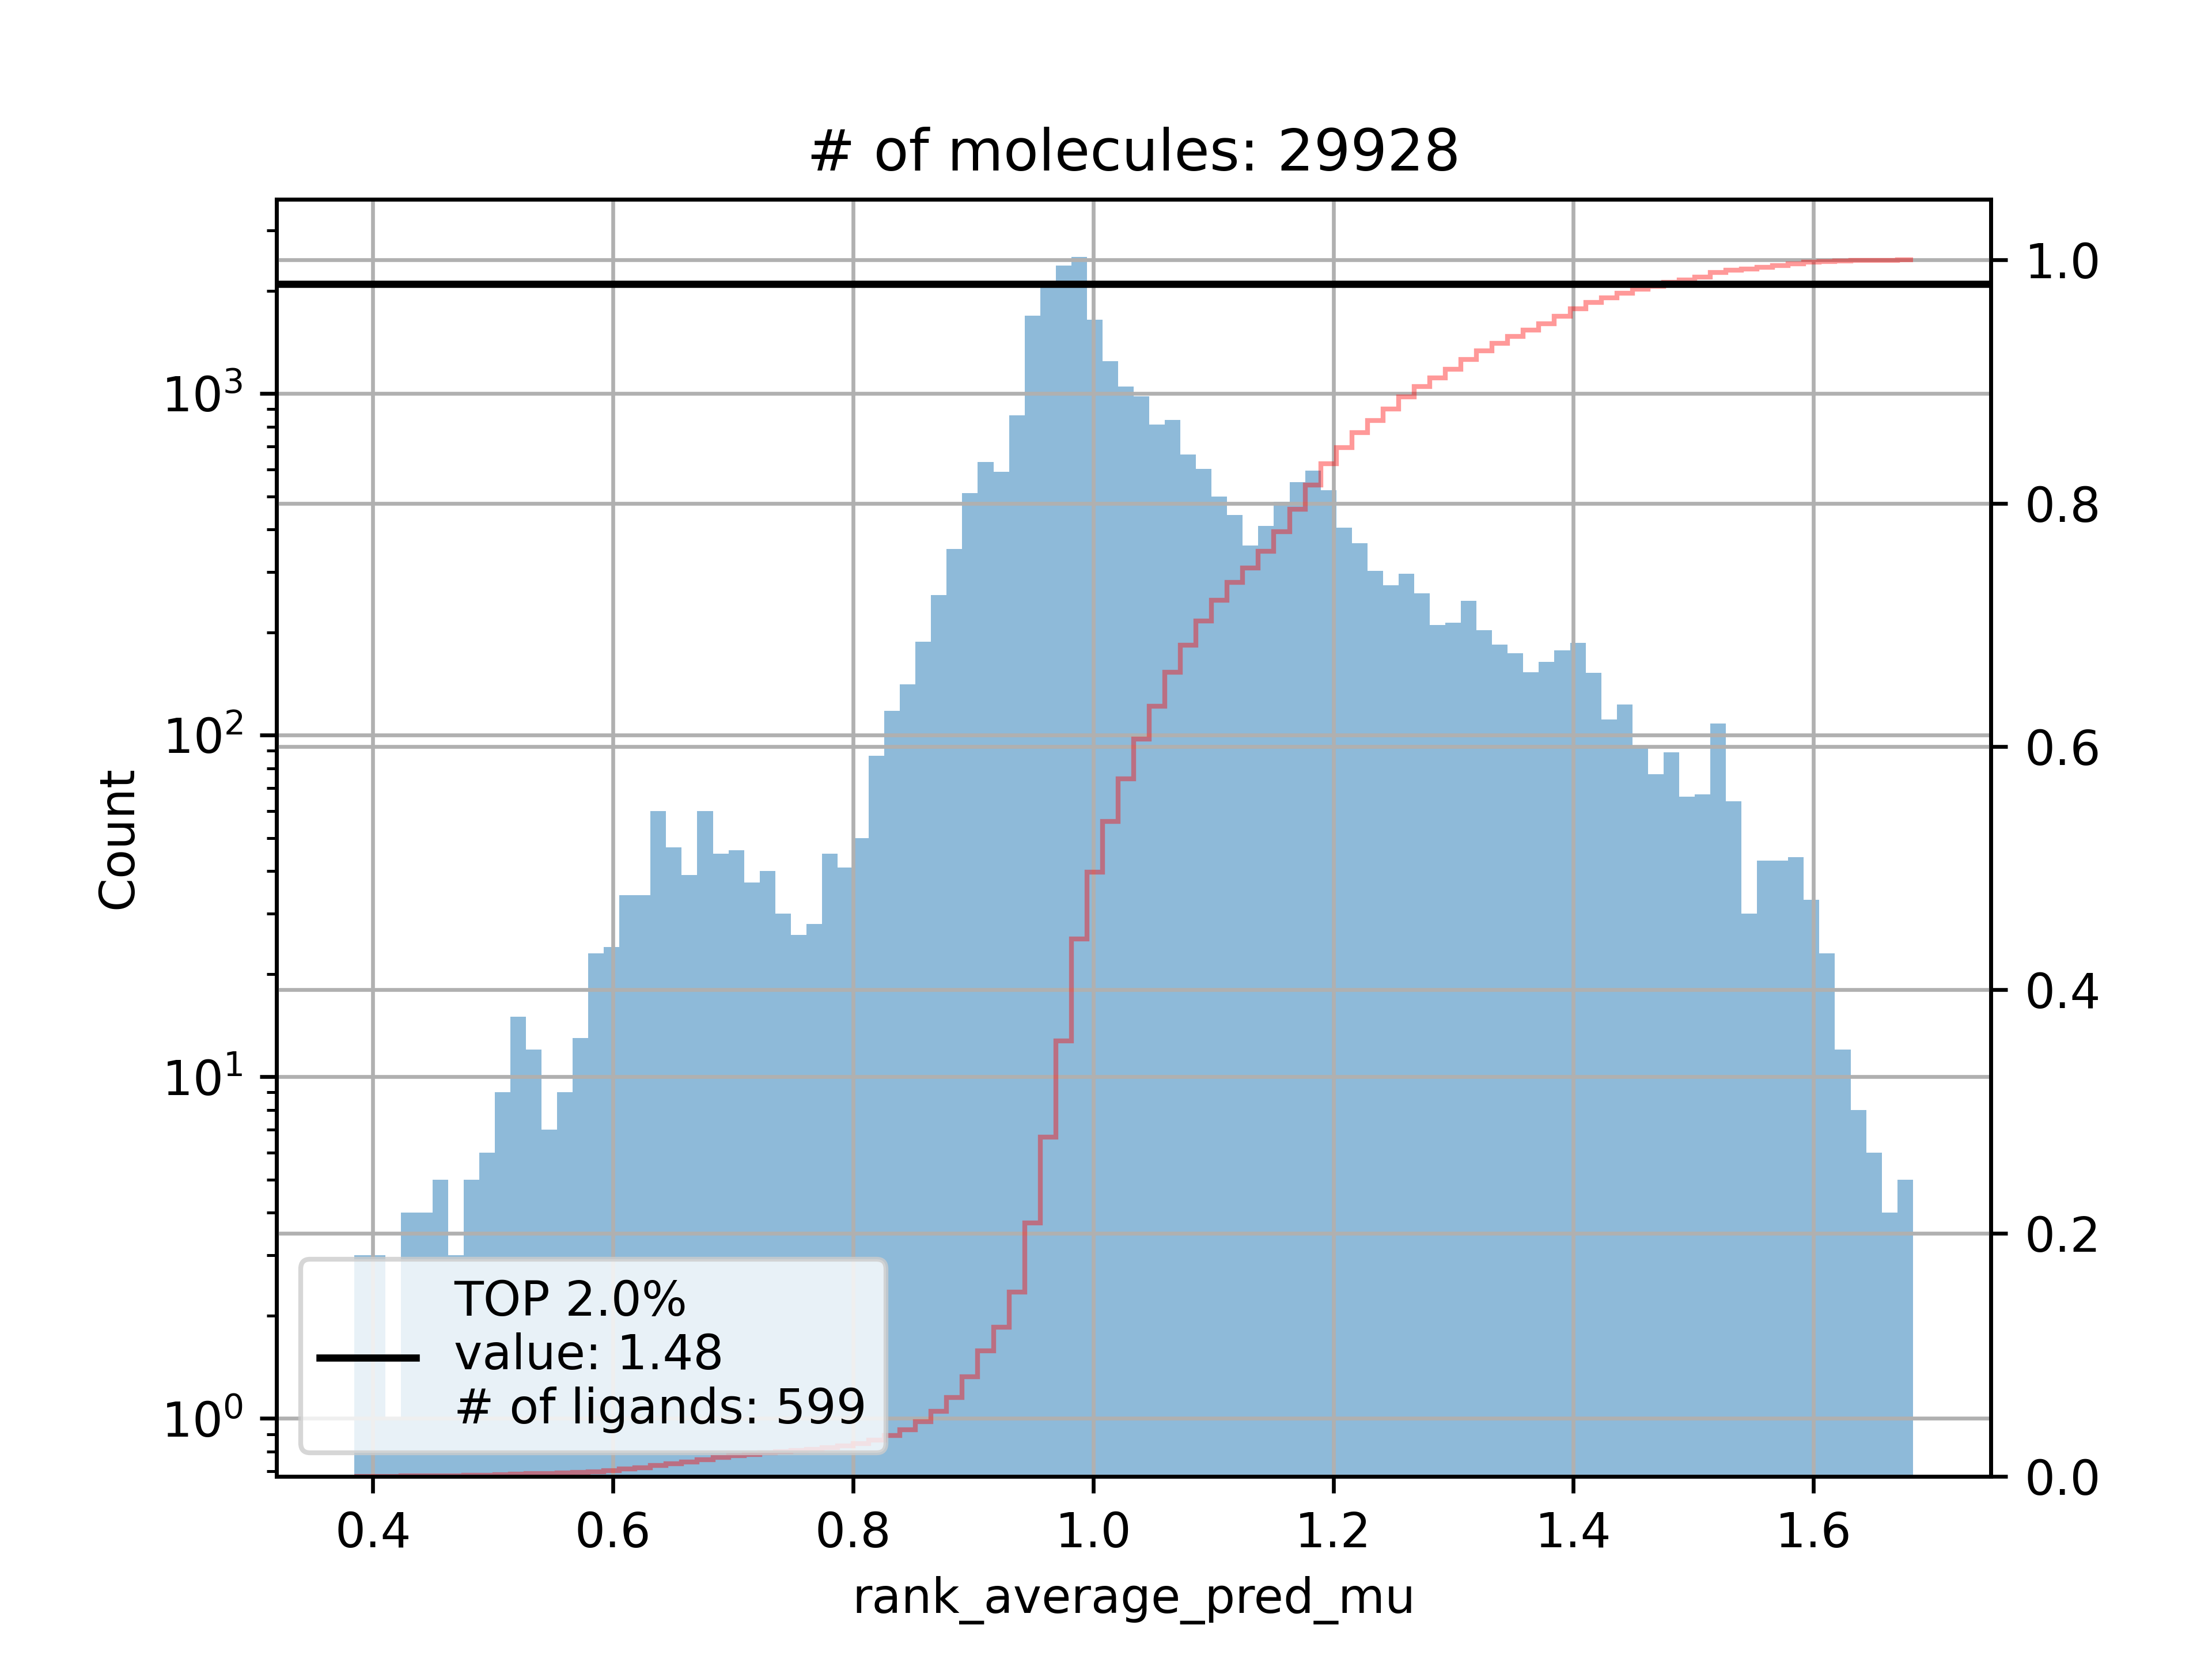 # of molecules: 29928
Count
10³
10²
10¹
10⁰
1.0
0.8
0.6
0.4
0.2
0.0
TOP 2.0%
value: 1.48
# of ligands: 599
0.4 0.6 0.8 1.0 1.2 1.4 1.6
rank_average_pred_mu